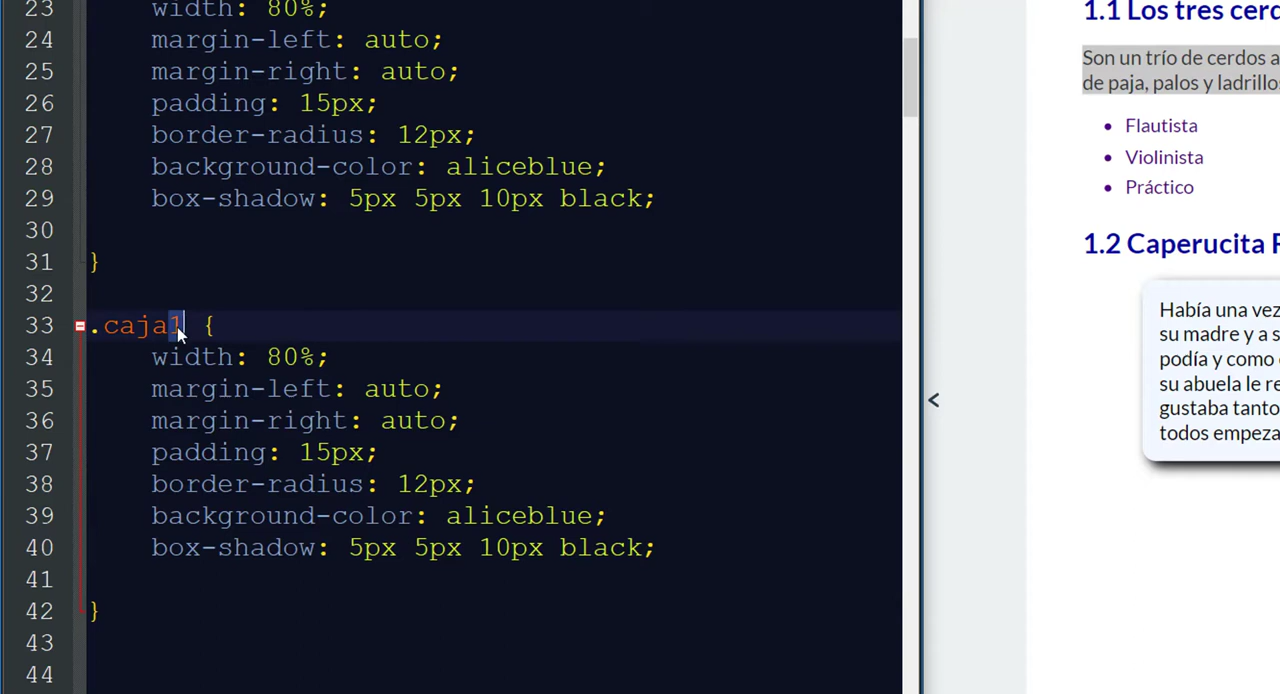 23 width: 80%;
24 margin-left: auto;
25 margin-right: auto;
26 padding: 15px;
27 border-radius: 12px;
28 background-color: aliceblue;
29 box-shadow: 5px 5px 10px black;
30
31 }
32
33 .caja1 {
34 width: 80%;
35 margin-left: auto;
36 margin-right: auto;
37 padding: 15px;
38 border-radius: 12px;
39 background-color: aliceblue;
40 box-shadow: 5px 5px 10px black;
41
42 }
43
44
<
1.1 Los tres cerd
Son un trío de cerdos a
de paja, palos y ladrillo
• Flautista
• Violinista
• Práctico
1.2 Caperucita
Había una vez
su madre y a s
podía y como
su abuela le re
gustaba tanto
todos empeza